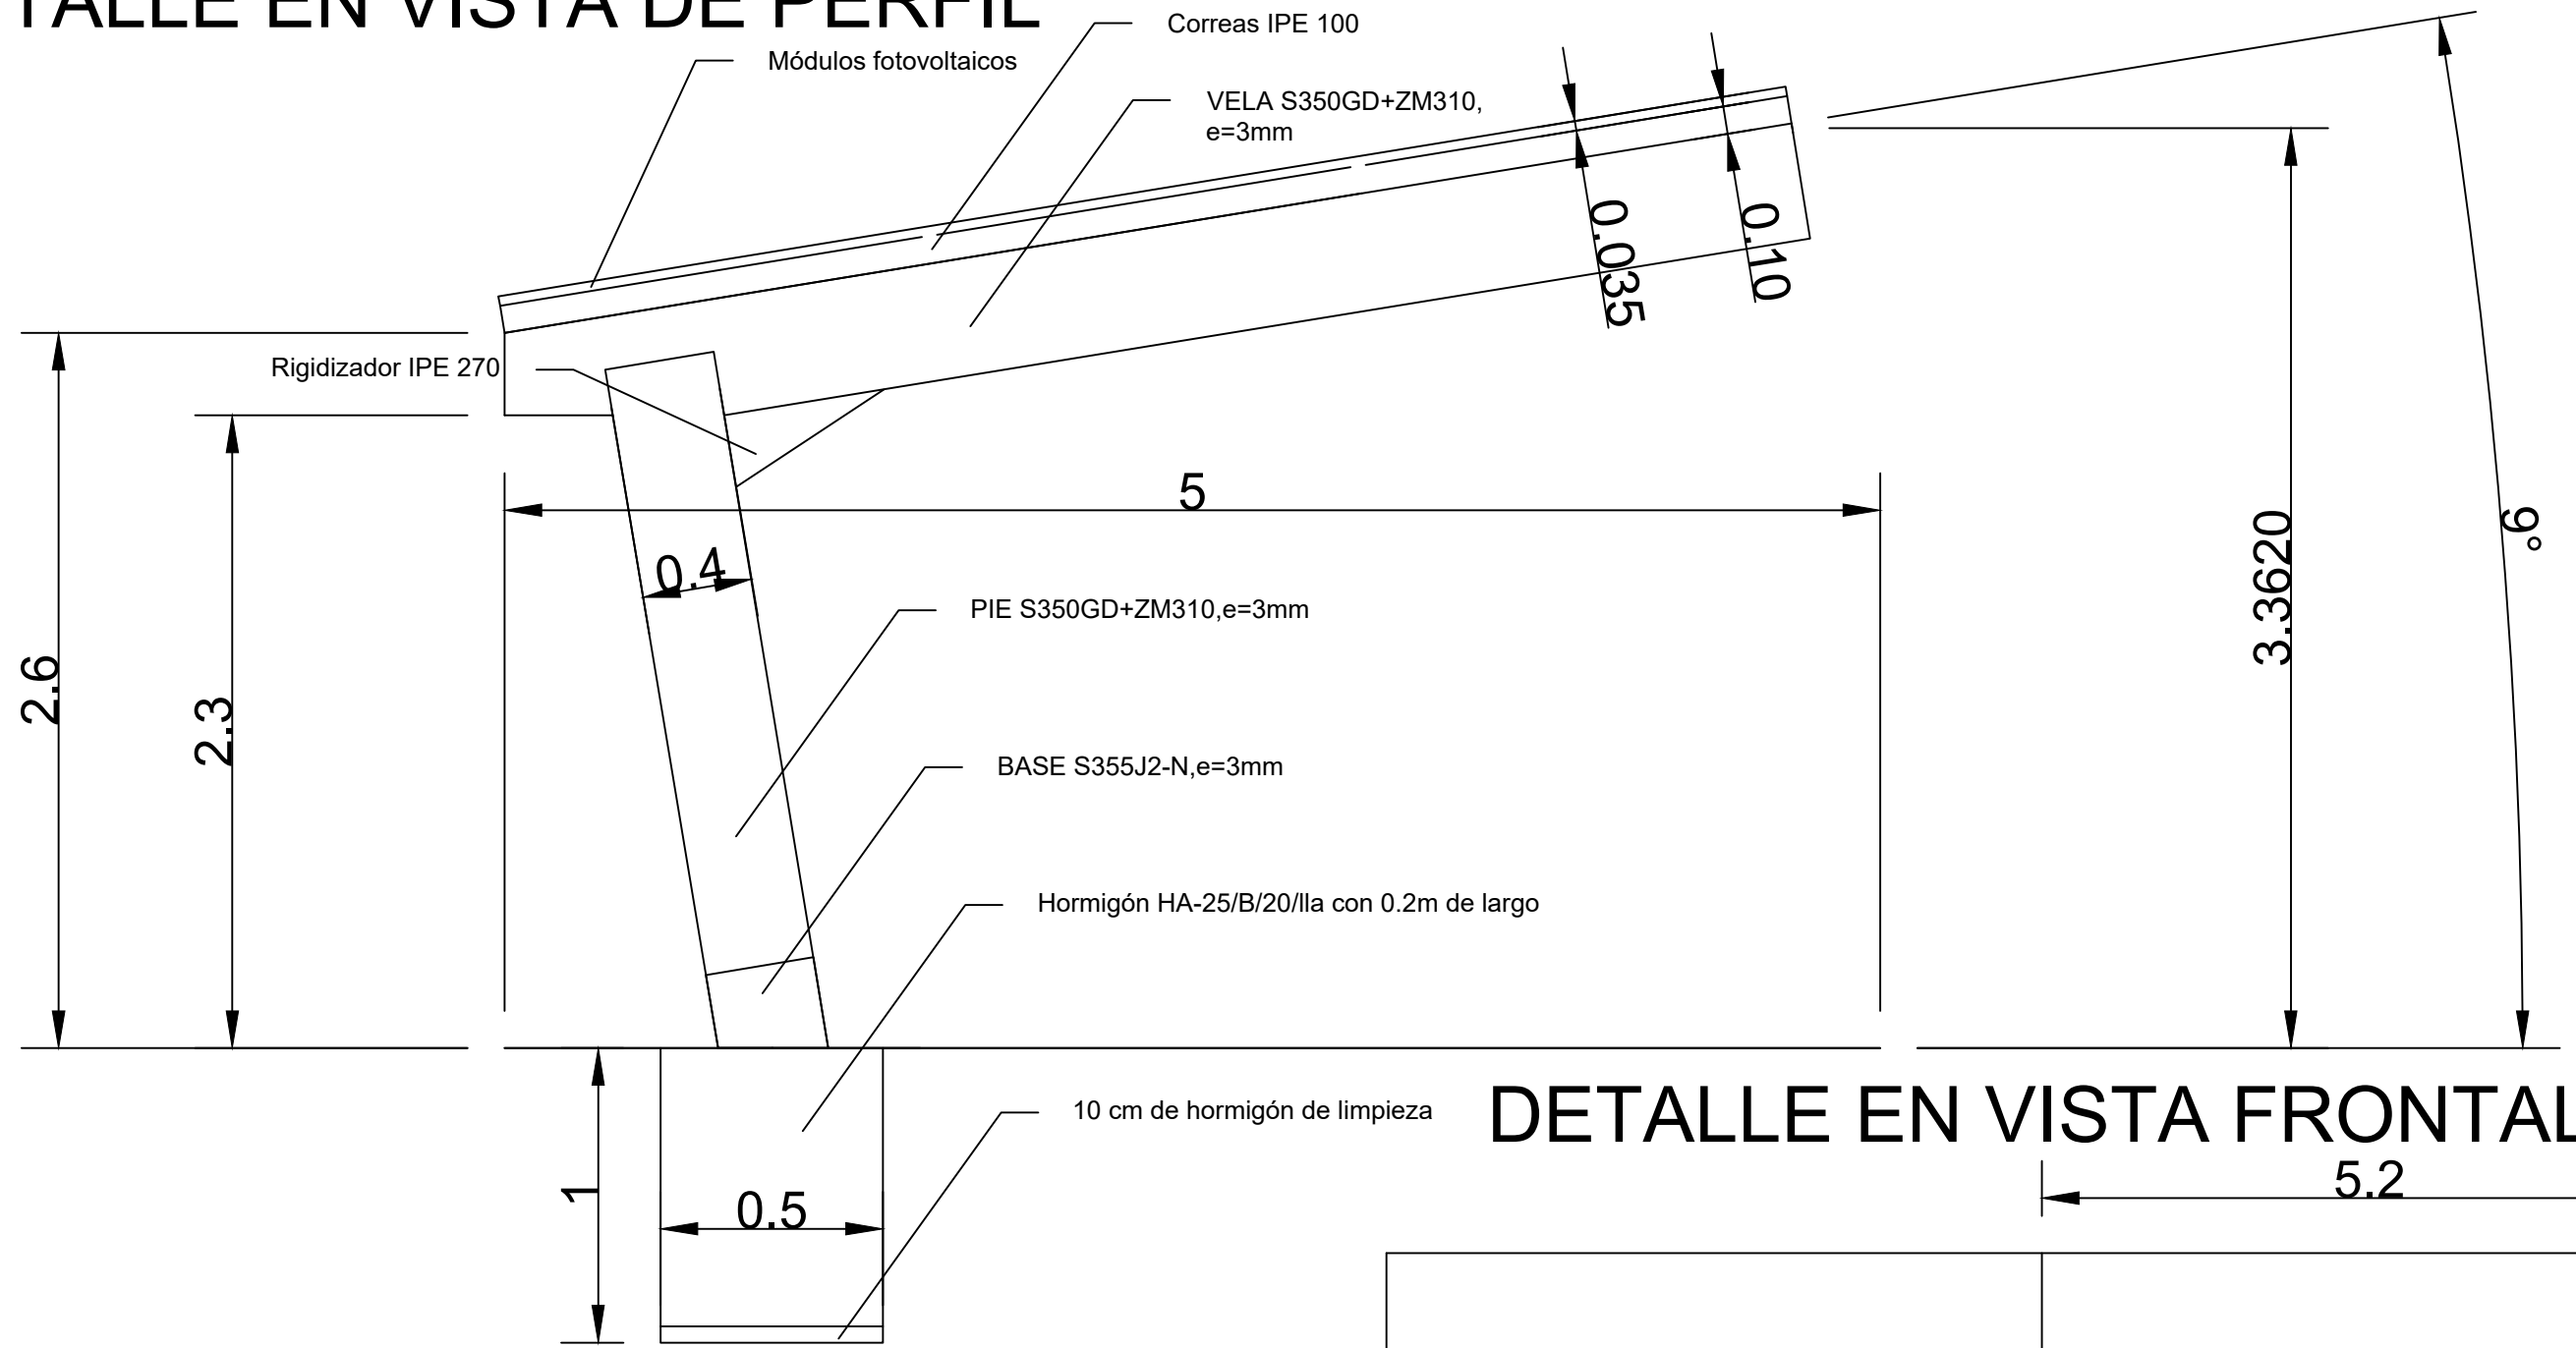 TALLE EN VISTA DE PERFIL
Correas IPE 100
Módulos fotovoltaicos
VELA S350GD+ZM310,
e=3mm
0.035
0.10
Rigidizador IPE 270
5
9°
0.4
3.3620
PIE S350GD+ZM310,e=3mm
2.6
2.3
BASE S355J2-N,e=3mm
Hormigón HA-25/B/20/lla con 0.2m de largo
10 cm de hormigón de limpieza
DETALLE EN VISTA FRONTAL
1
0.5
5.2